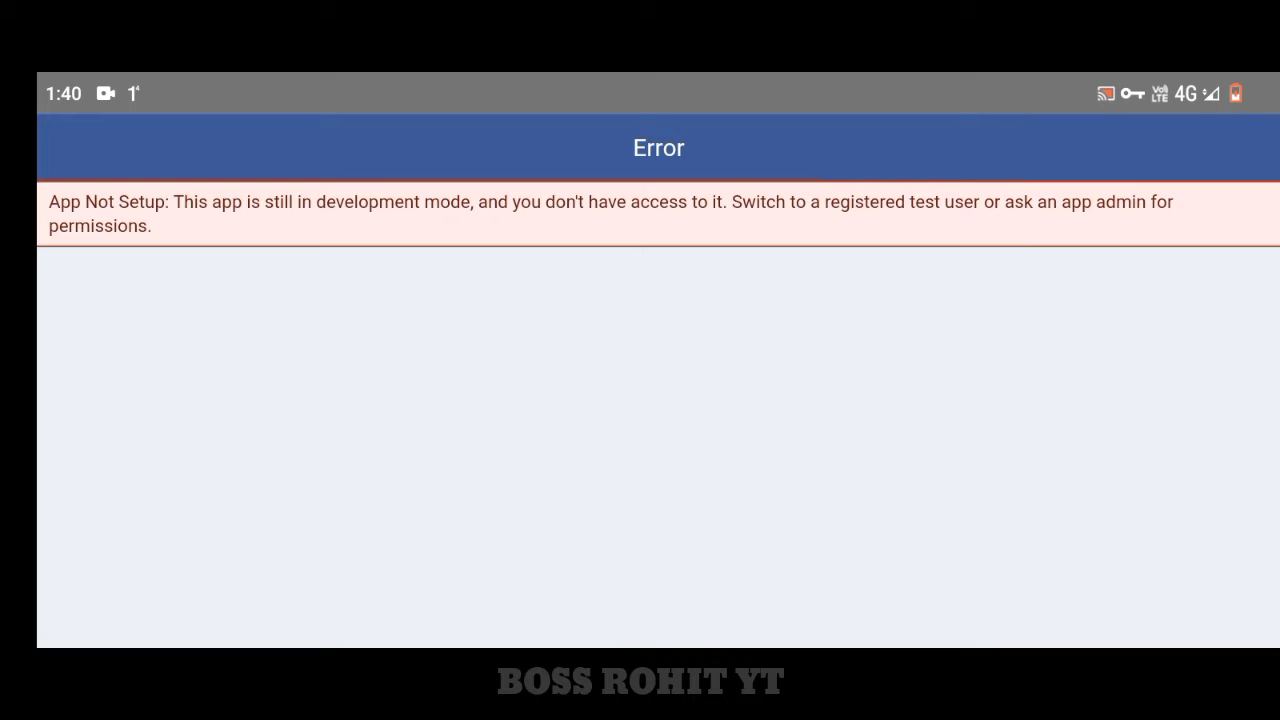 1:40
4G
Error
App Not Setup: This app is still in development mode, and you don't have access to it. Switch to a registered test user or ask an app admin for
permissions.
BOSS ROHIT YT